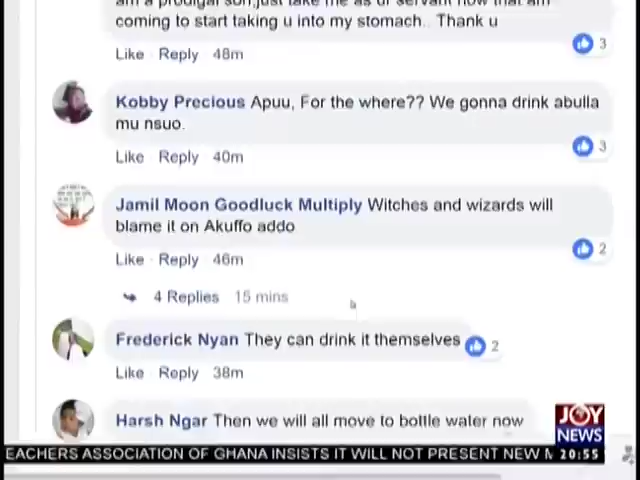 am a prodigal son,just take me as ur servant now that am
coming to start taking u into my stomach. Thank u
3
Like · Reply · 48m
Kobby Precious Apuu, For the where?? We gonna drink abulla
mu nsuo.
3
Like · Reply · 40m
Jamil Moon Goodluck Multiply Witches and wizards will
blame it on Akuffo addo
2
Like · Reply · 46m
4 Replies · 15 mins
Frederick Nyan They can drink it themselves
2
Like · Reply · 38m
Harsh Ngar Then we will all move to bottle water now
JOY
NEWS
EACHERS ASSOCIATION OF GHANA INSISTS IT WILL NOT PRESENT NEW
20:55